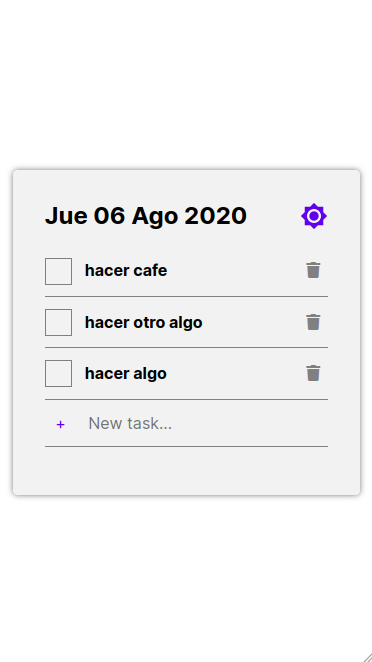 Jue 06 Ago 2020
hacer cafe
hacer otro algo
hacer algo
+ New task...